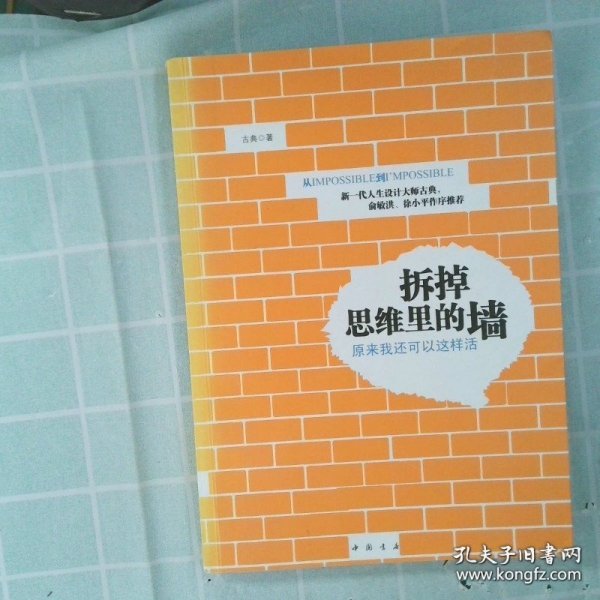 古典◎著
从IMPOSSIBLE到I'MPOSSIBLE
新一代人生设计大师古典,
俞敏洪、徐小平作序推荐
拆掉
思维里的墙
原来我还可以这样活
中国书店
孔夫子旧书网
www.kongfz.com